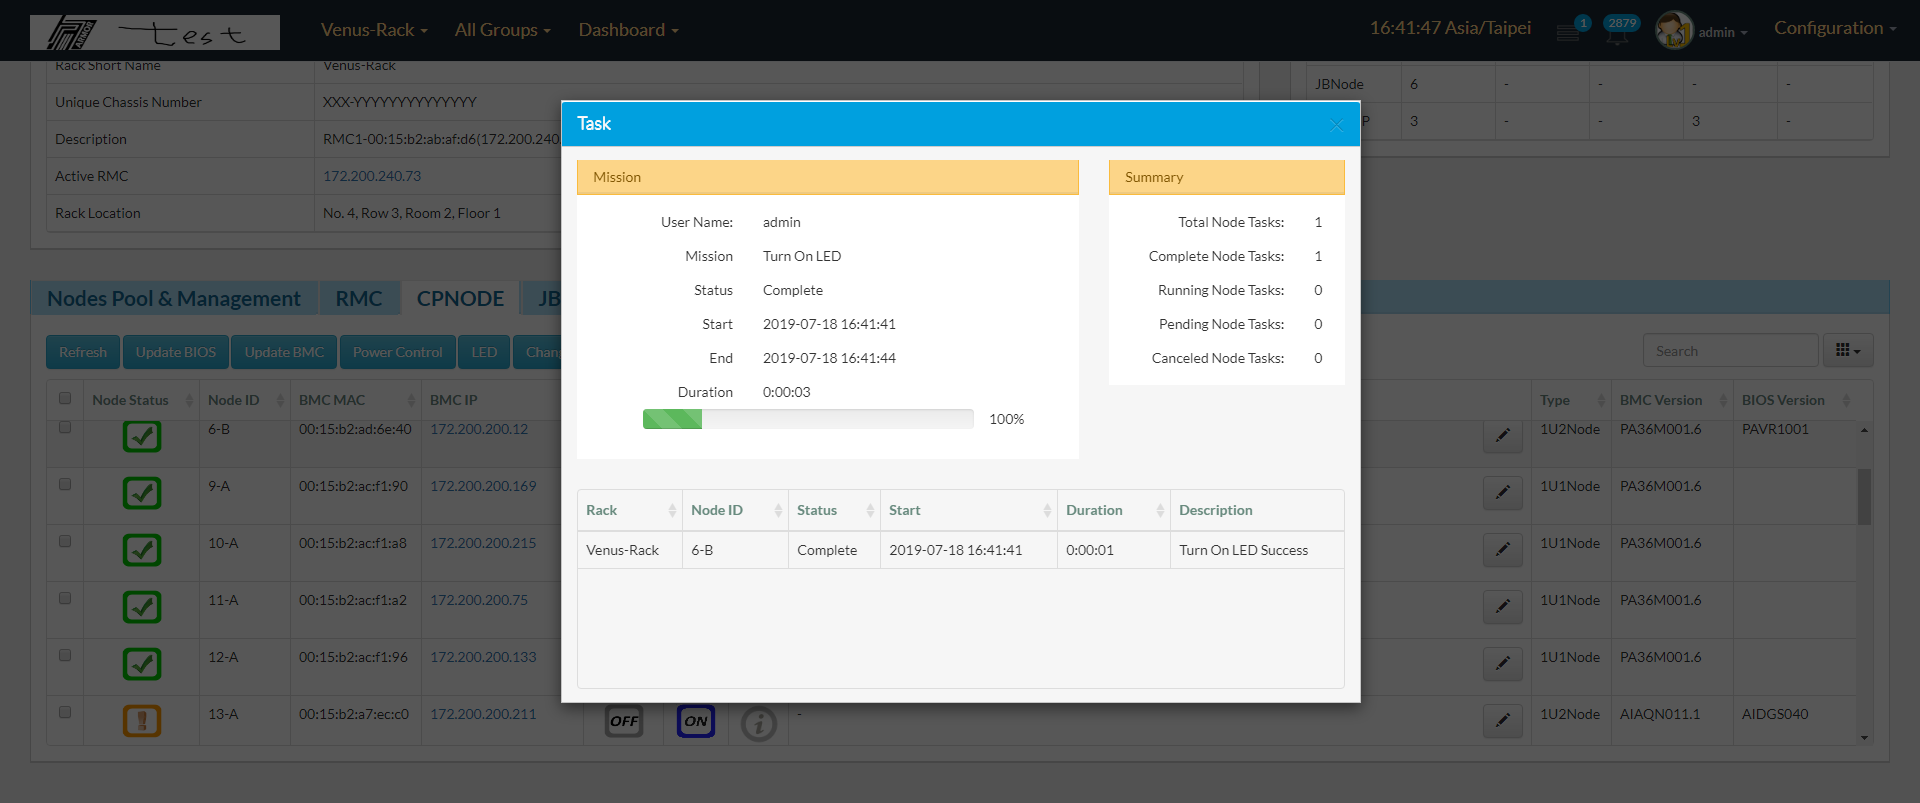 ARMOR test Venus-Rack All Groups Dashboard 16:41:47 Asia/Taipei 1 2879 admin Configuration
Rack Short Name Venus-Rack
Unique Chassis Number XXX-YYYYYYYYYYYYYY
Description RMC1-00:15:b2:ab:af:d6(172.200.240
Active RMC 172.200.240.73
Rack Location No. 4, Row 3, Room 2, Floor 1
JBNode 6 - - - -
P 3 - - 3 -
Task
Mission
User Name: admin
Mission Turn On LED
Status Complete
Start 2019-07-18 16:41:41
End 2019-07-18 16:41:44
Duration 0:00:03
100%
Summary
Total Node Tasks: 1
Complete Node Tasks: 1
Running Node Tasks: 0
Pending Node Tasks: 0
Canceled Node Tasks: 0
Rack Node ID Status Start Duration Description
Venus-Rack 6-B Complete 2019-07-18 16:41:41 0:00:01 Turn On LED Success
Nodes Pool & Management RMC CPNODE JB
Refresh Update BIOS Update BMC Power Control LED Chang
Search
Node Status Node ID BMC MAC BMC IP Type BMC Version BIOS Version
6-B 00:15:b2:ad:6e:40 172.200.200.12 1U2Node PA36M001.6 PAVR1001
9-A 00:15:b2:ac:f1:90 172.200.200.169 1U1Node PA36M001.6
10-A 00:15:b2:ac:f1:a8 172.200.200.215 1U1Node PA36M001.6
11-A 00:15:b2:ac:f1:a2 172.200.200.75 1U1Node PA36M001.6
12-A 00:15:b2:ac:f1:96 172.200.200.133 1U1Node PA36M001.6
13-A 00:15:b2:a7:ec:c0 172.200.200.211 OFF ON - 1U2Node AIAQN011.1 AIDGS040